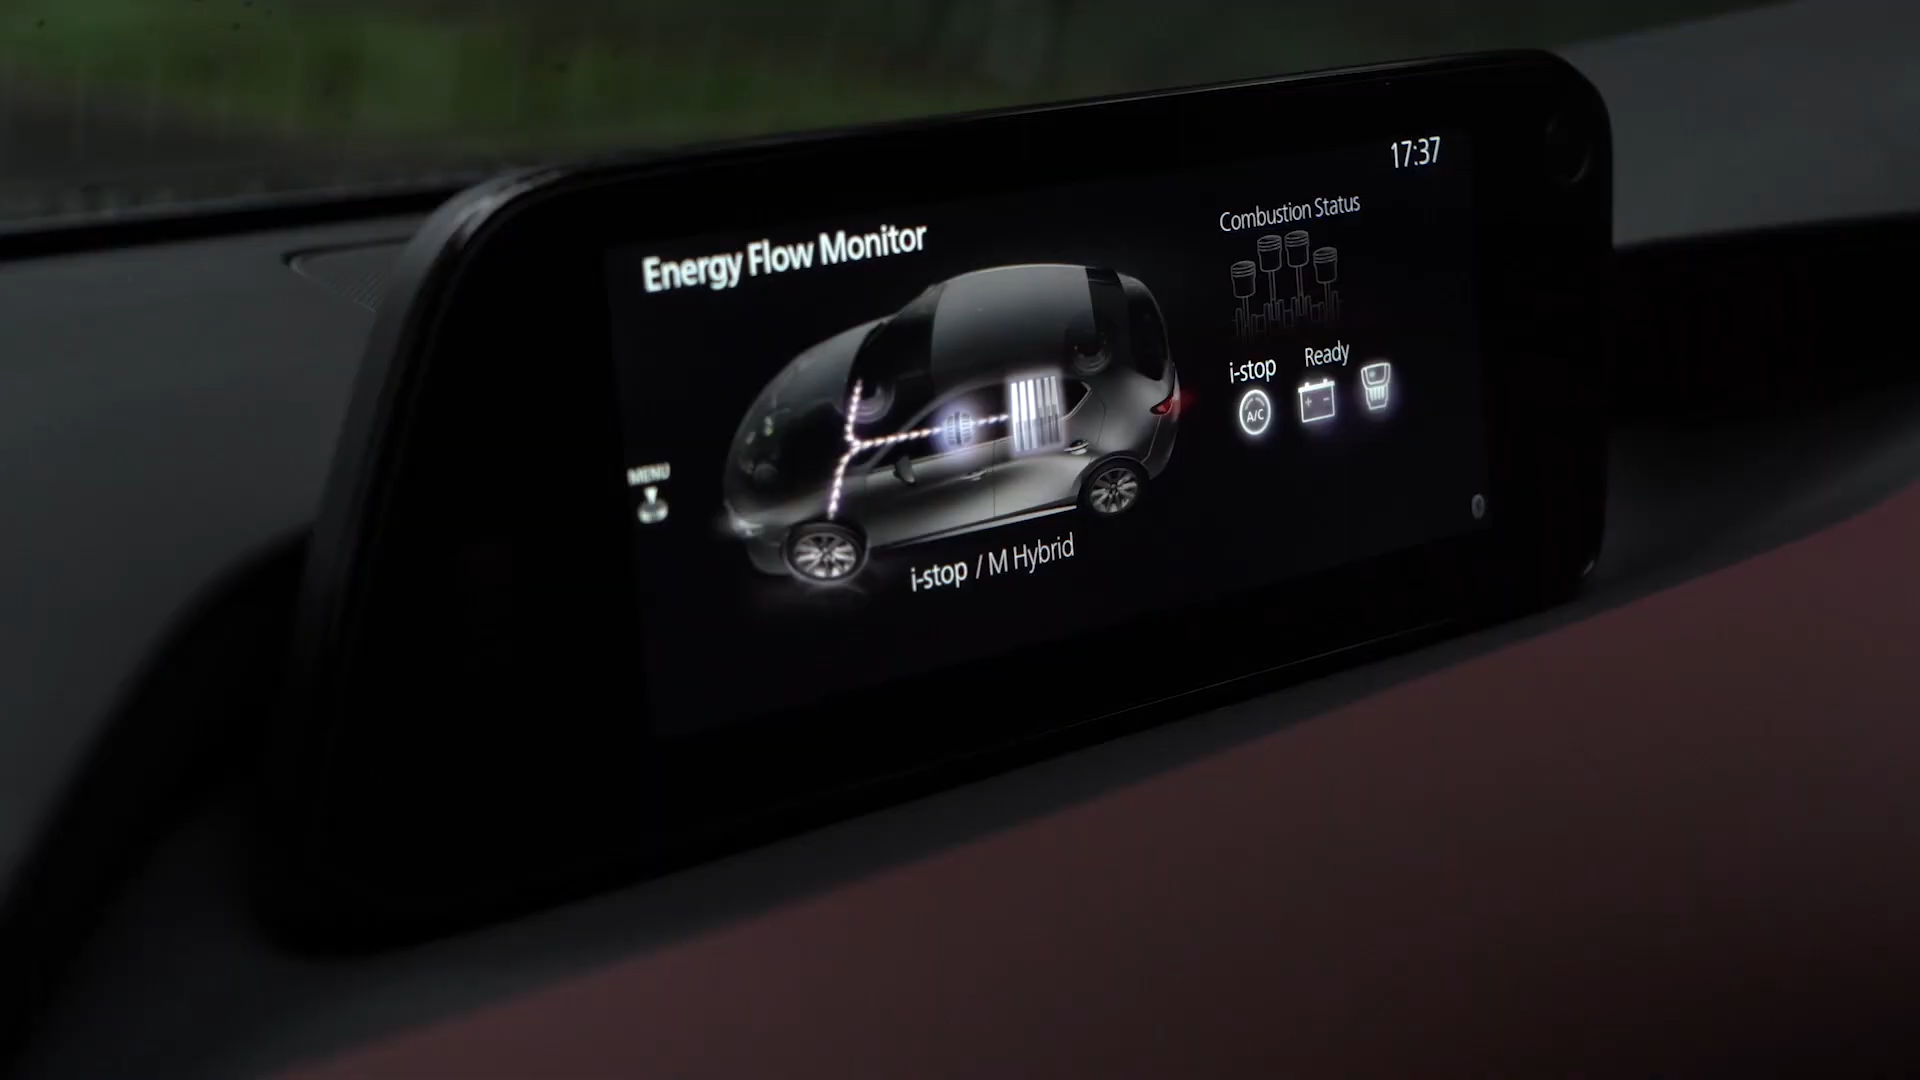 17:37
Energy Flow Monitor
Combustion Status
i-stop Ready
A/C
MENU
i-stop / M Hybrid